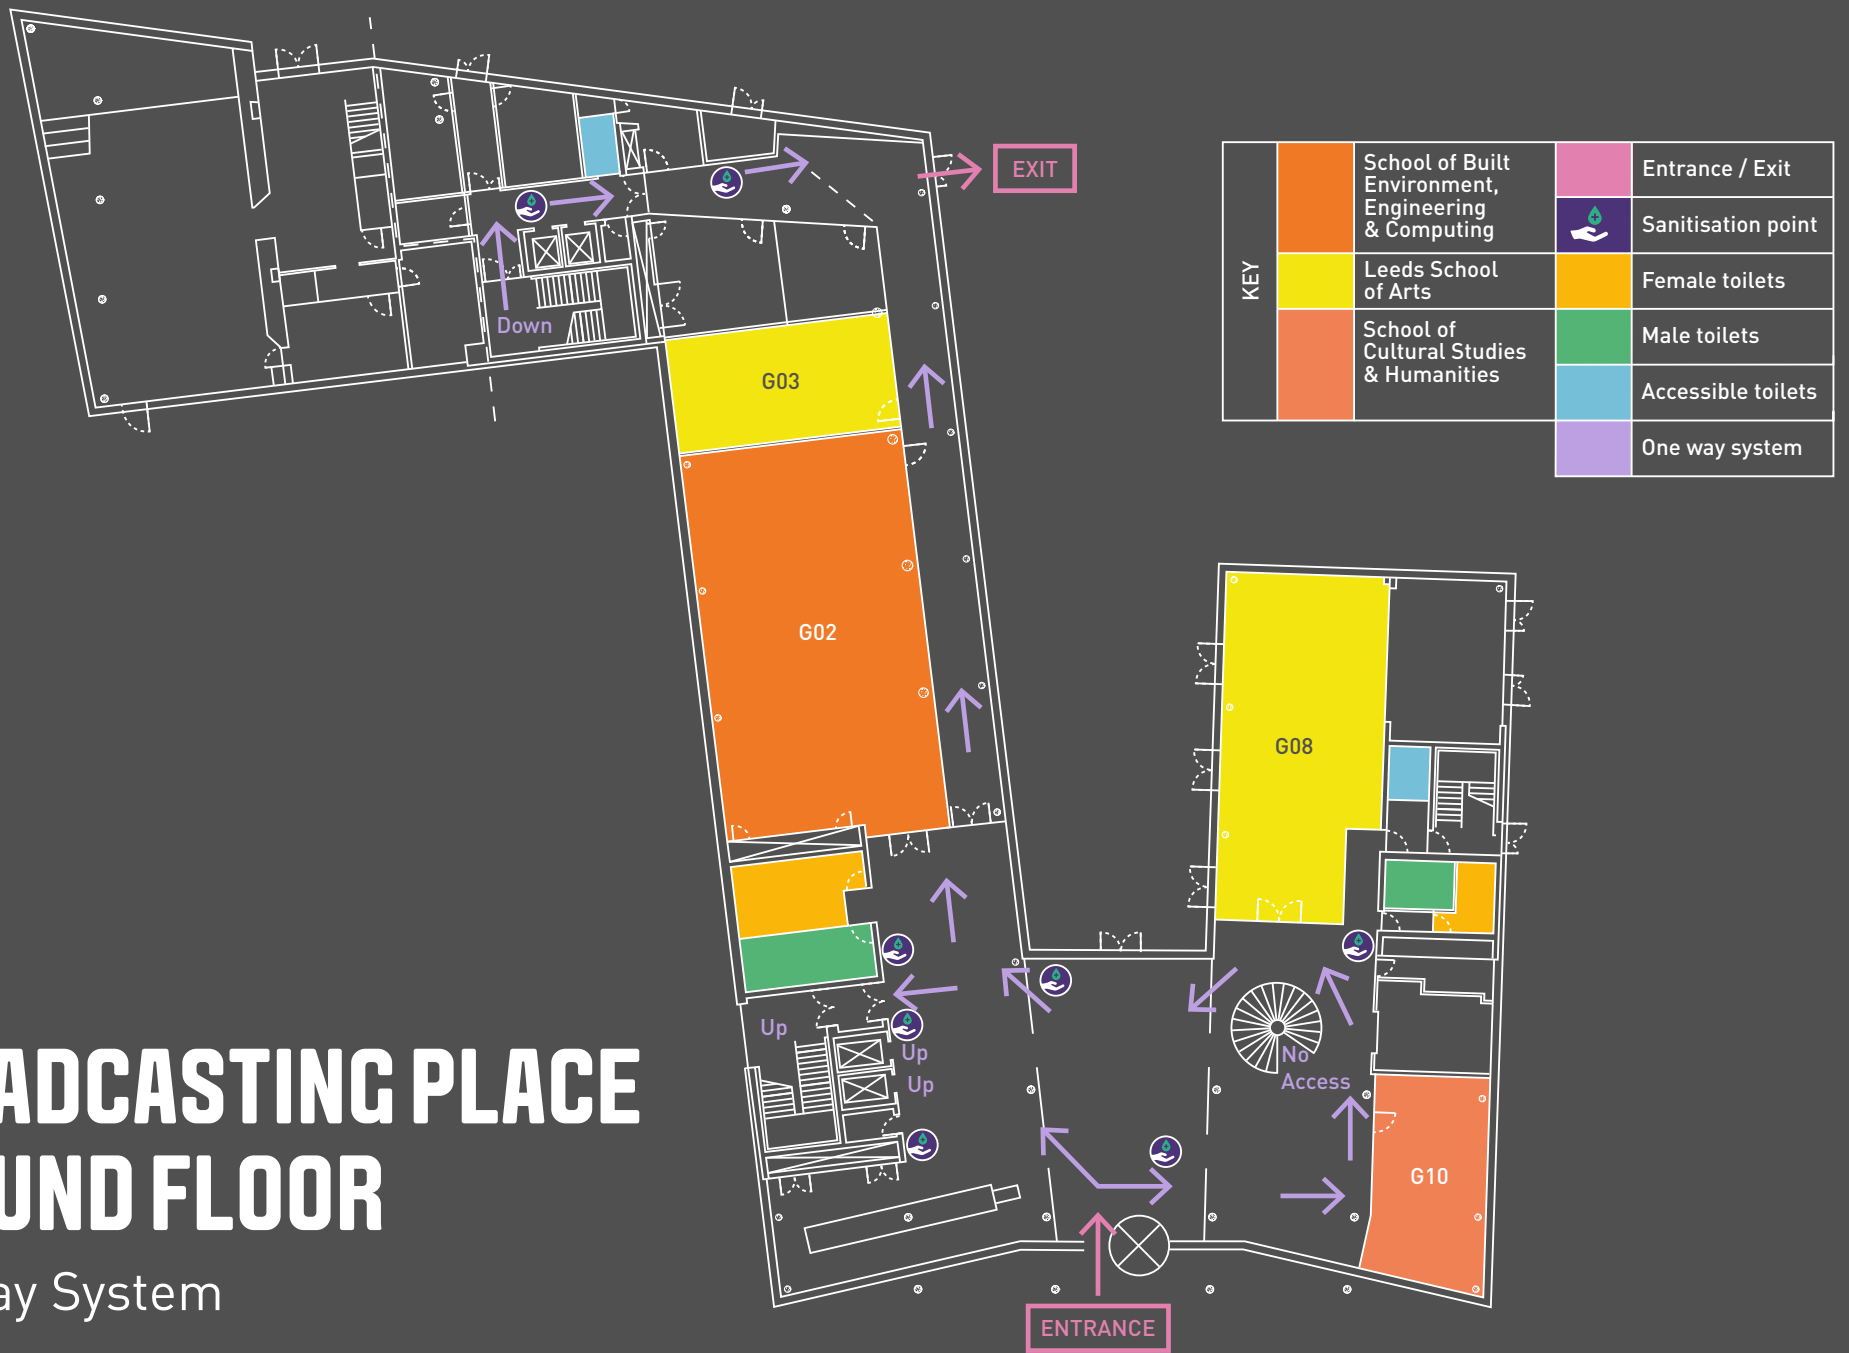 EXIT
Down
G03
G02
G08
Up
Up
Up
No
Access
G10
ENTRANCE
KEY
School of Built
Environment,
Engineering
& Computing
Leeds School
of Arts
School of
Cultural Studies
& Humanities
Entrance / Exit
Sanitisation point
Female toilets
Male toilets
Accessible toilets
One way system
ADCASTING PLACE
UND FLOOR
ay System